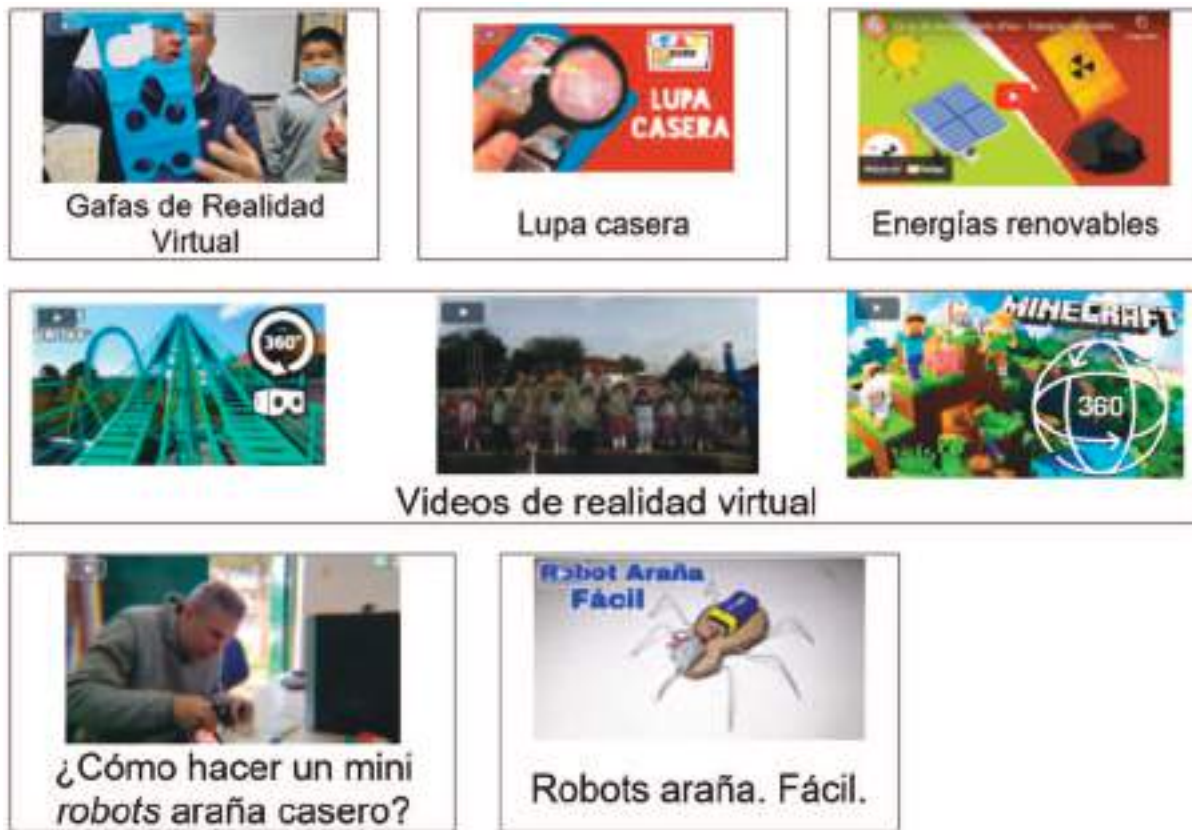 LUPA
CASERA
Gafas de Realidad
Virtual
Lupa casera
Energías renovables
360°
MINECRAFT
360
Videos de realidad virtual
Robot Araña
Fácil
¿Cómo hacer un mini
robots araña casero?
Robots araña. Fácil.